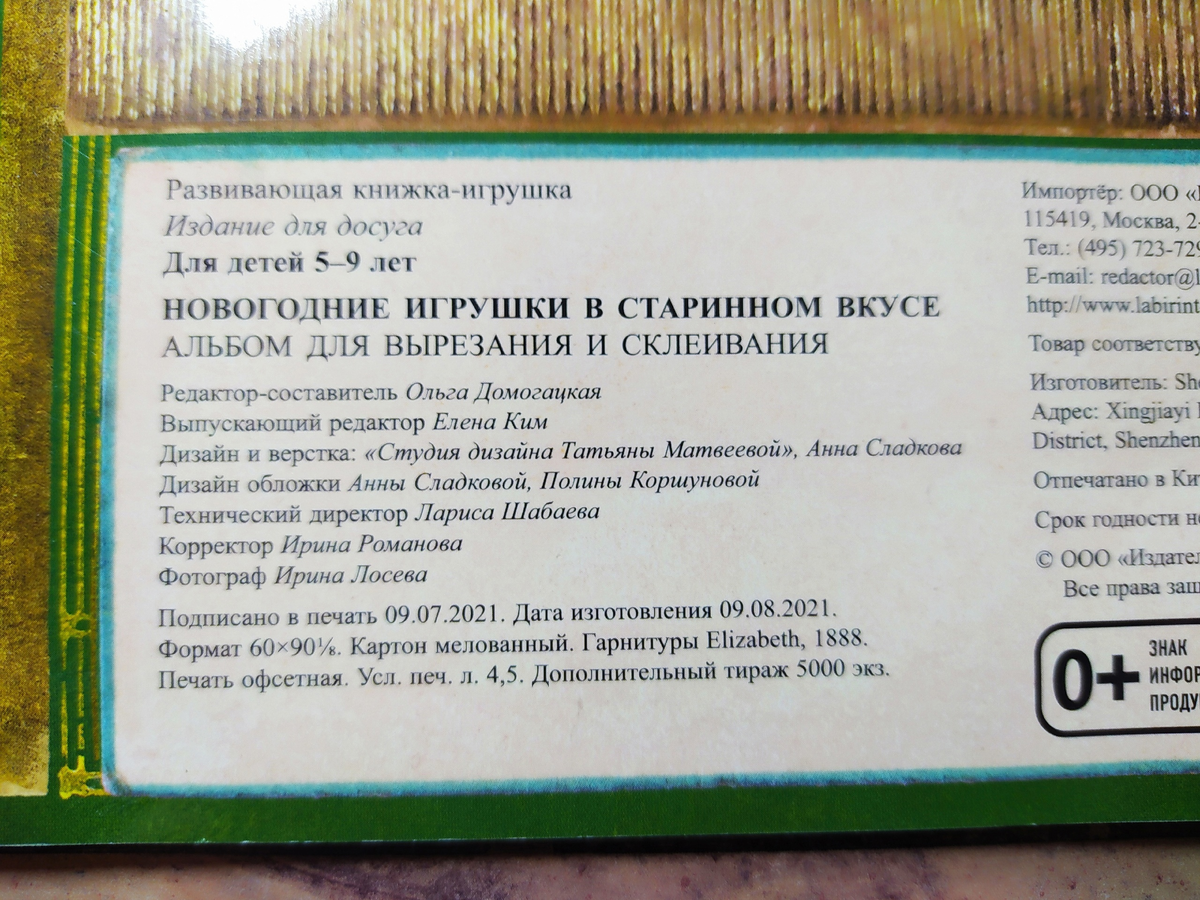 Развивающая книжка-игрушка
Издание для досуга
Для детей 5–9 лет
НОВОГОДНИЕ ИГРУШКИ В СТАРИННОМ ВКУСЕ
АЛЬБОМ ДЛЯ ВЫРЕЗАНИЯ И СКЛЕИВАНИЯ
Редактор-составитель Ольга Домогацкая
Выпускающий редактор Елена Ким
Дизайн и верстка: «Студия дизайна Татьяны Матвеевой», Анна Сладкова
Дизайн обложки Анны Сладковой, Полины Коршуновой
Технический директор Лариса Шабаева
Корректор Ирина Романова
Фотограф Ирина Лосева
Подписано в печать 09.07.2021. Дата изготовления 09.08.2021.
Формат 60×90⅛. Картон мелованный. Гарнитуры Elizabeth, 1888.
Печать офсетная. Усл. печ. л. 4,5. Дополнительный тираж 5000 экз.
Импортёр: ООО
115419, Москва, 2-
Тел.: (495) 723-729
E-mail: redactor@
http://www.labirint
Товар соответству
Изготовитель: She
Адрес: Xingjiayi
District, Shenzhen
Отпечатано в Ки
Срок годности не
© ООО «Издател
Все права защ
0+
ЗНАК
ИНФОР
ПРОДУ